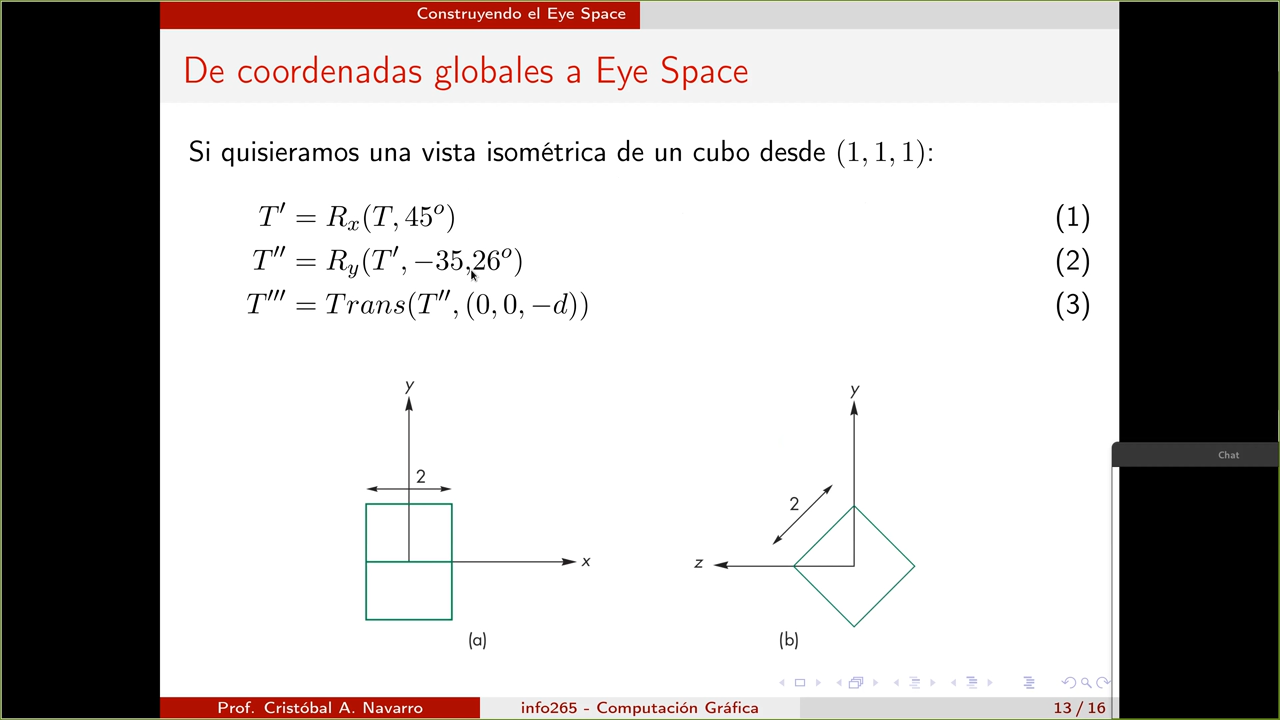 Construyendo el Eye Space
De coordenadas globales a Eye Space
Si quisieramos una vista isométrica de un cubo desde (1, 1, 1):
T′ = Rₓ(T, 45ᵒ) (1)
T″ = R_y(T′, −35,26ᵒ) (2)
T‴ = Trans(T″, (0, 0, −d)) (3)
y
2
x
(a)
y
2
z
(b)
Chat
Prof. Cristóbal A. Navarro info265 - Computación Gráfica 13 / 16